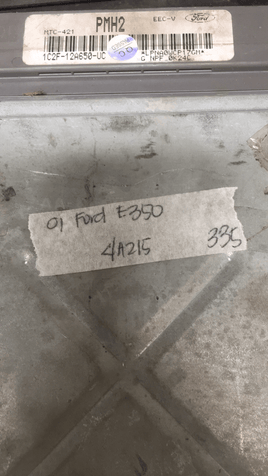 PMH2
EEC-V
Ford
MTC-421
1C2F-12A650-UC
01 Ford E350
4A215
335